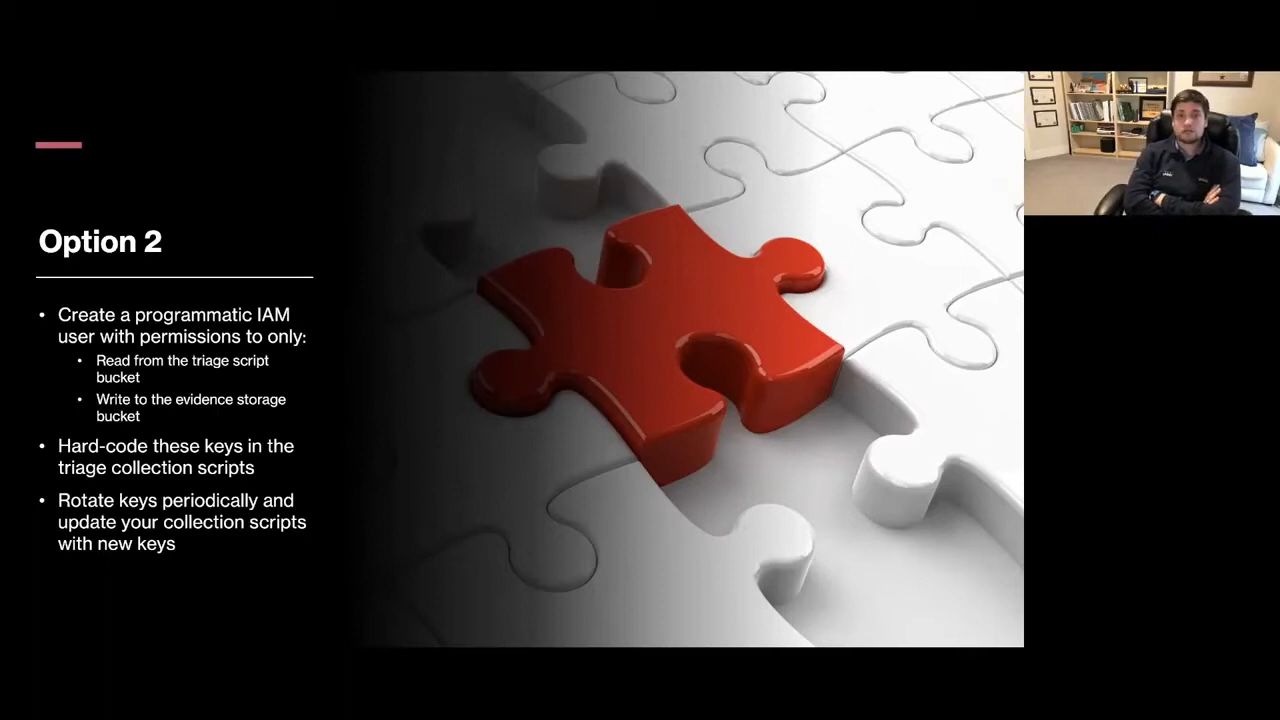 Option 2
• Create a programmatic IAM
user with permissions to only:
• Read from the triage script
bucket
• Write to the evidence storage
bucket
• Hard-code these keys in the
triage collection scripts
• Rotate keys periodically and
update your collection scripts
with new keys